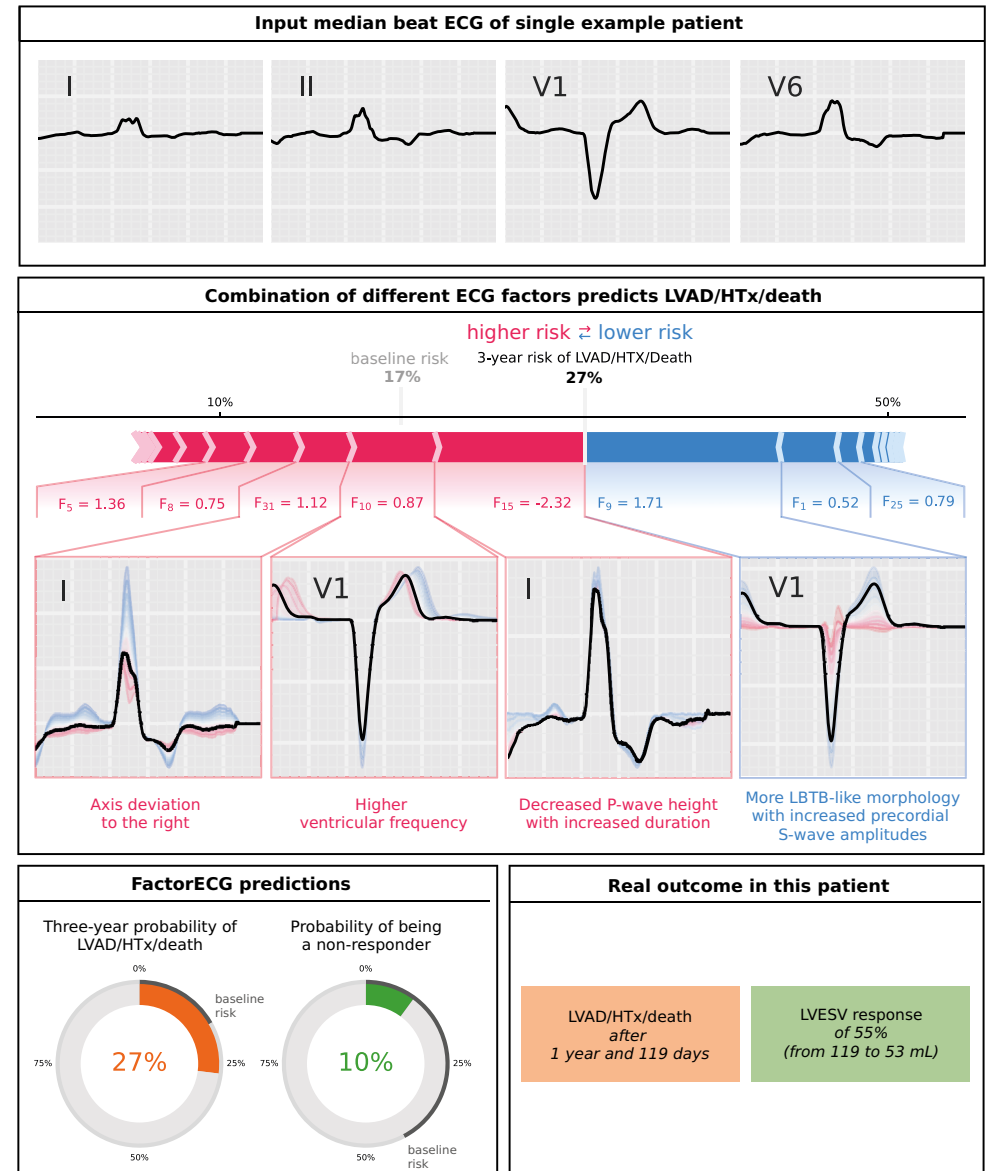 Input median beat ECG of single example patient
I
II
V1
V6
Combination of different ECG factors predicts LVAD/HTx/death
higher risk ⇄ lower risk
baseline risk
17%
3-year risk of LVAD/HTX/Death
27%
10%
50%
F5 = 1.36
F8 = 0.75
F31 = 1.12
F10 = 0.87
F15 = -2.32
F9 = 1.71
F1 = 0.52
F25 = 0.79
I
V1
I
V1
Axis deviation
to the right
Higher
ventricular frequency
Decreased P-wave height
with increased duration
More LBTB-like morphology
with increased precordial
S-wave amplitudes
FactorECG predictions
Three-year probability of
LVAD/HTx/death
0%
baseline
risk
25%
50%
75%
27%
Probability of being
a non-responder
0%
25%
50%
75%
10%
baseline
risk
Real outcome in this patient
LVAD/HTx/death
after
1 year and 119 days
LVESV response
of 55%
(from 119 to 53 mL)